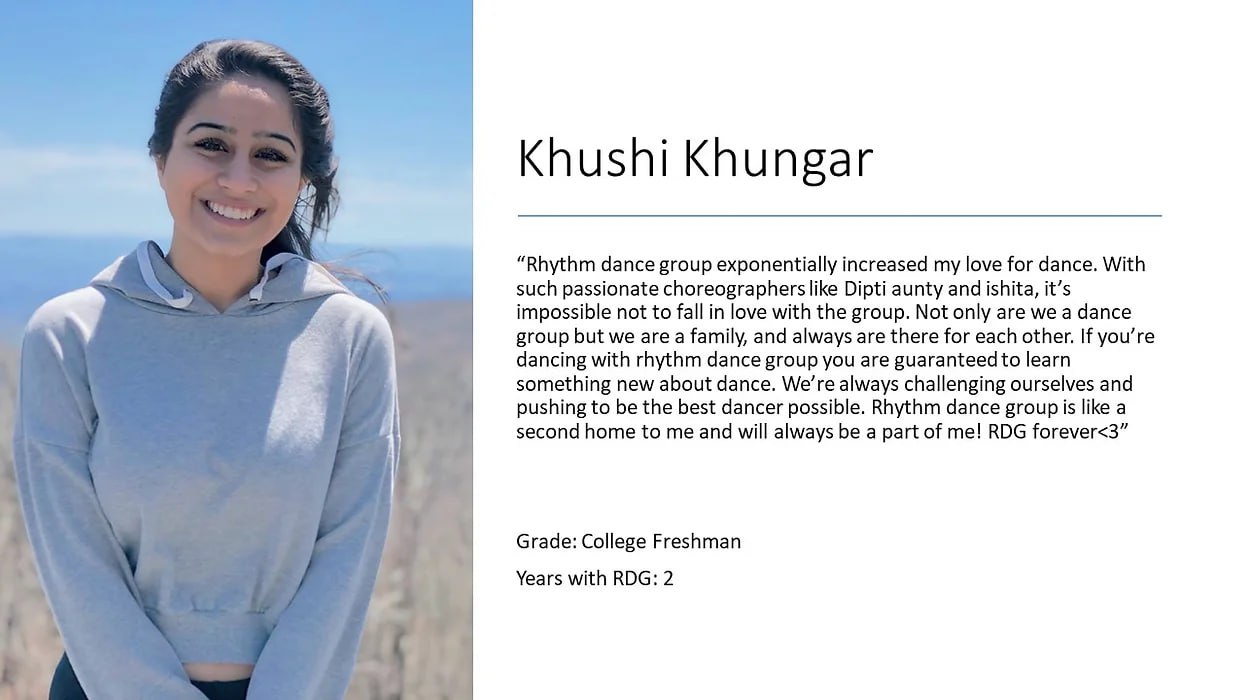 Khushi Khungar
“Rhythm dance group exponentially increased my love for dance. With
such passionate choreographers like Dipti aunty and ishita, it’s
impossible not to fall in love with the group. Not only are we a dance
group but we are a family, and always are there for each other. If you’re
dancing with rhythm dance group you are guaranteed to learn
something new about dance. We’re always challenging ourselves and
pushing to be the best dancer possible. Rhythm dance group is like a
second home to me and will always be a part of me! RDG forever<3”
Grade: College Freshman
Years with RDG: 2